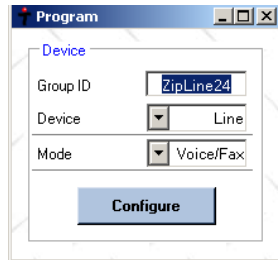 Program
Device
Group ID ZipLine24
Device Line
Mode Voice/Fax
Configure